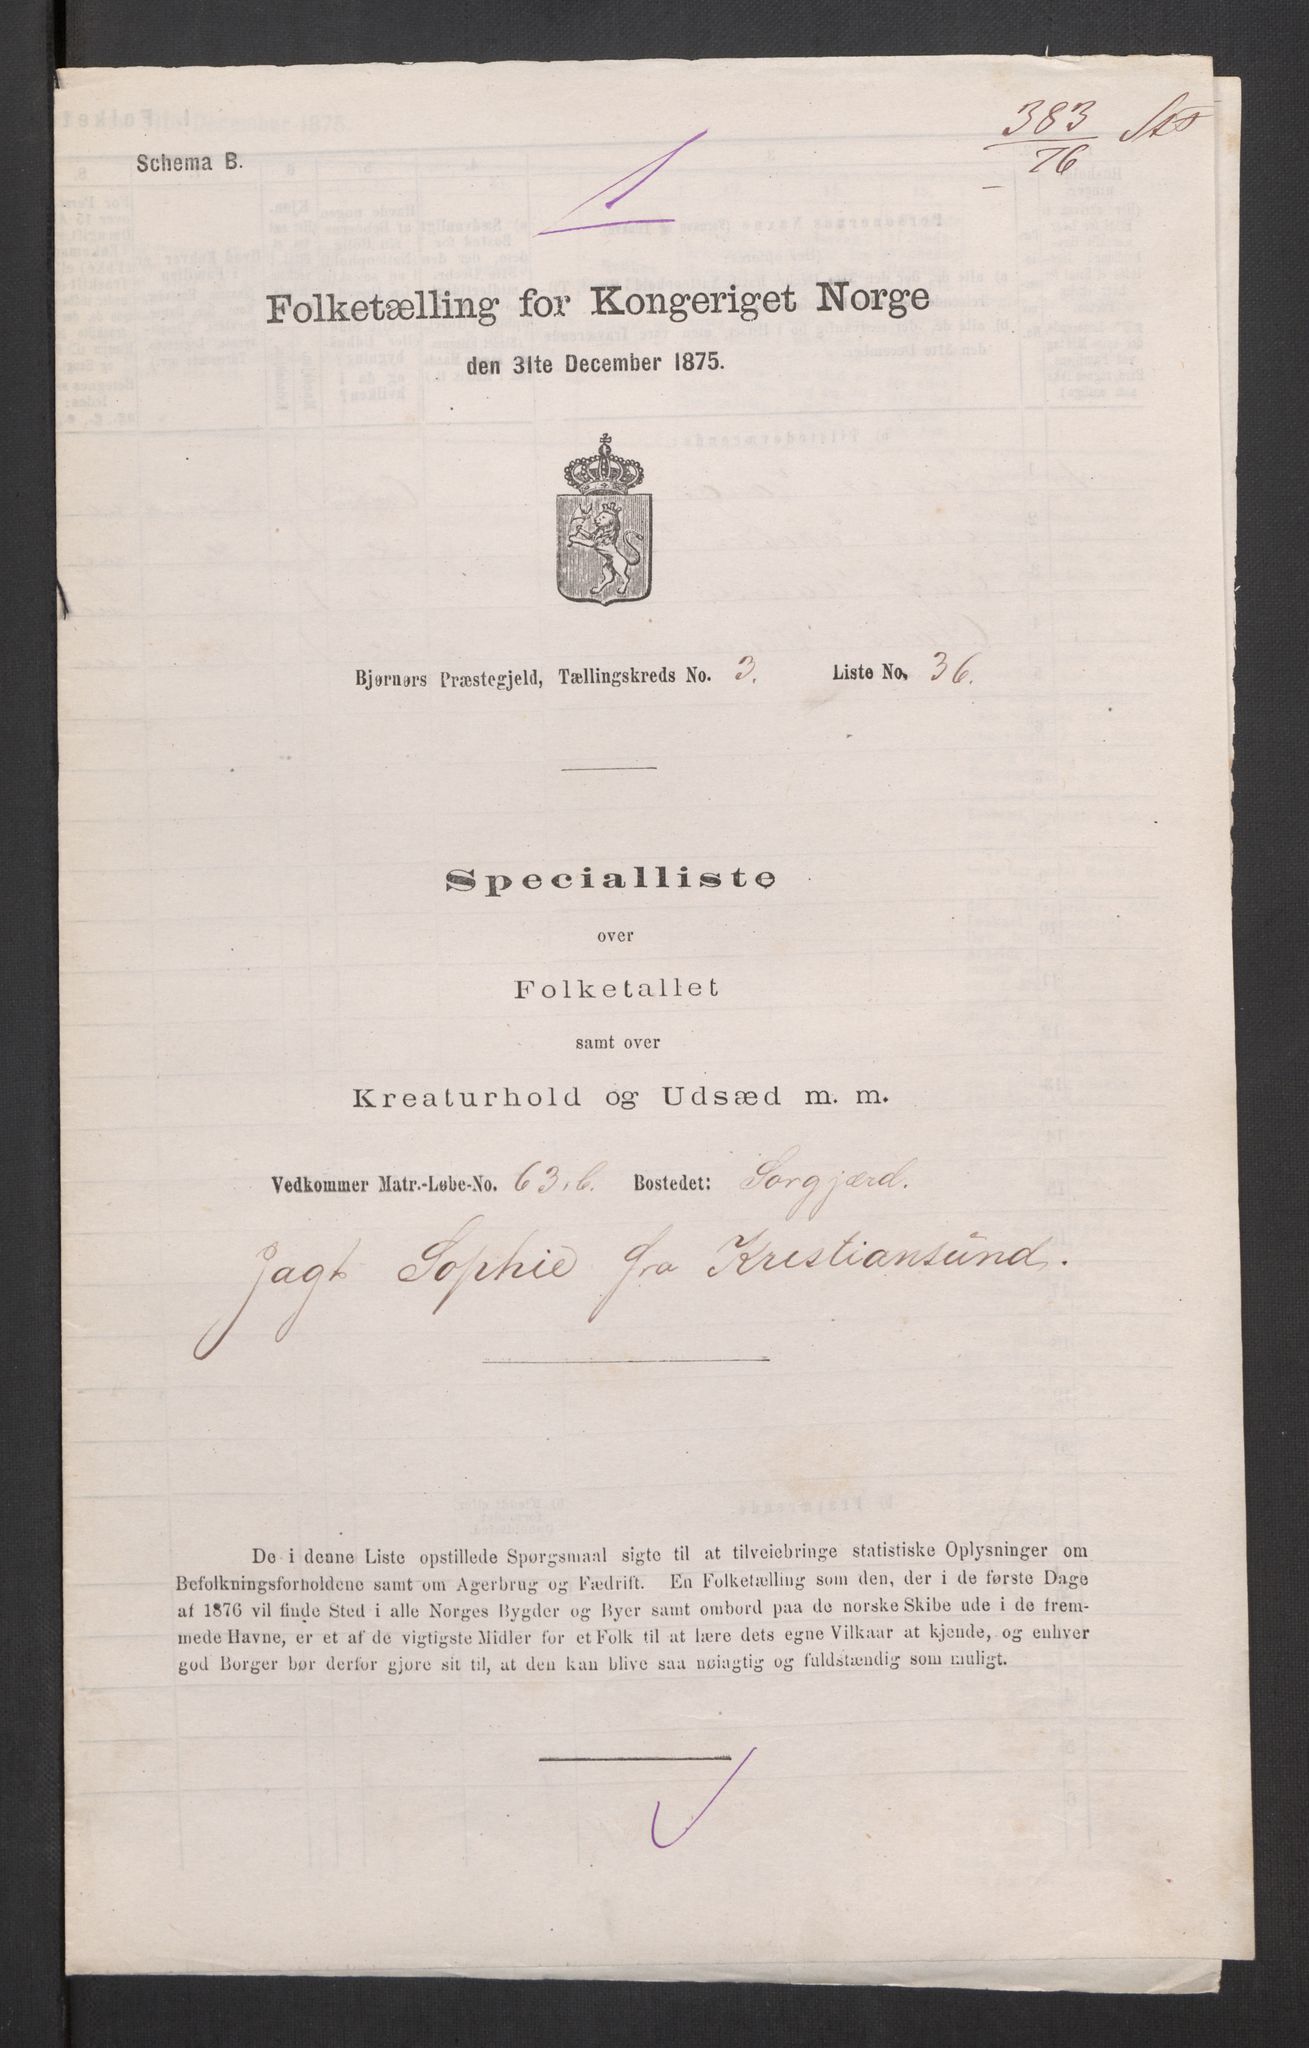 383 StB
76
Schema B.
1
Folketælling for Kongeriget Norge
den 31te December 1875.
Bjørnørs Præstegjeld, Tællingskreds No. 3. Liste No. 36.
Specialliste
over
Folketallet
samt over
Kreaturhold og Udsæd m. m.
Vedkommer Matr.-Løbe-No. 63.b. Bostedet: Sorgjærd.
Jagt Sophie fra Kristiansund.
De i denne Liste opstillede Spørgsmaal sigte til at tilveiebringe statistiske Oplysninger om
Befolkningsforholdene samt om Agerbrug og Fædrift. En Folketælling som den, der i de første Dage
af 1876 vil finde Sted i alle Norges Bygder og Byer samt ombord paa de norske Skibe ude i de frem-
mede Havne, er et af de vigtigste Midler for et Folk til at lære dets egne Vilkaar at kjende, og enhver
god Borger bør derfor gjøre sit til, at den kan blive saa nøiagtig og fuldstændig som muligt.